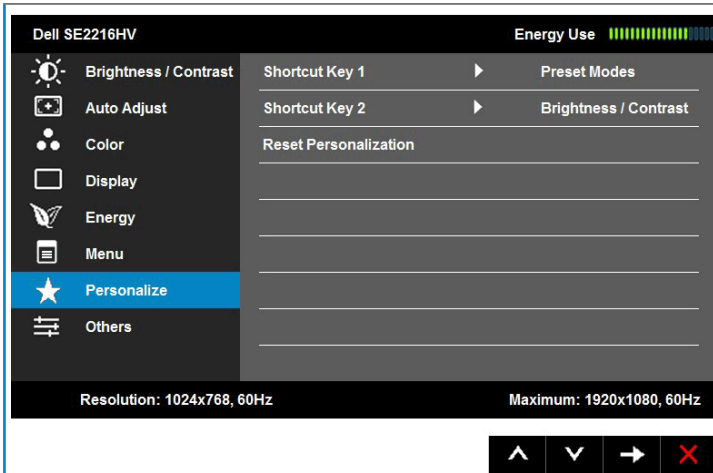 Dell SE2216HV Energy Use
Brightness / Contrast Shortcut Key 1 Preset Modes
Auto Adjust Shortcut Key 2 Brightness / Contrast
Color Reset Personalization
Display
Energy
Menu
Personalize
Others
Resolution: 1024x768, 60Hz Maximum: 1920x1080, 60Hz